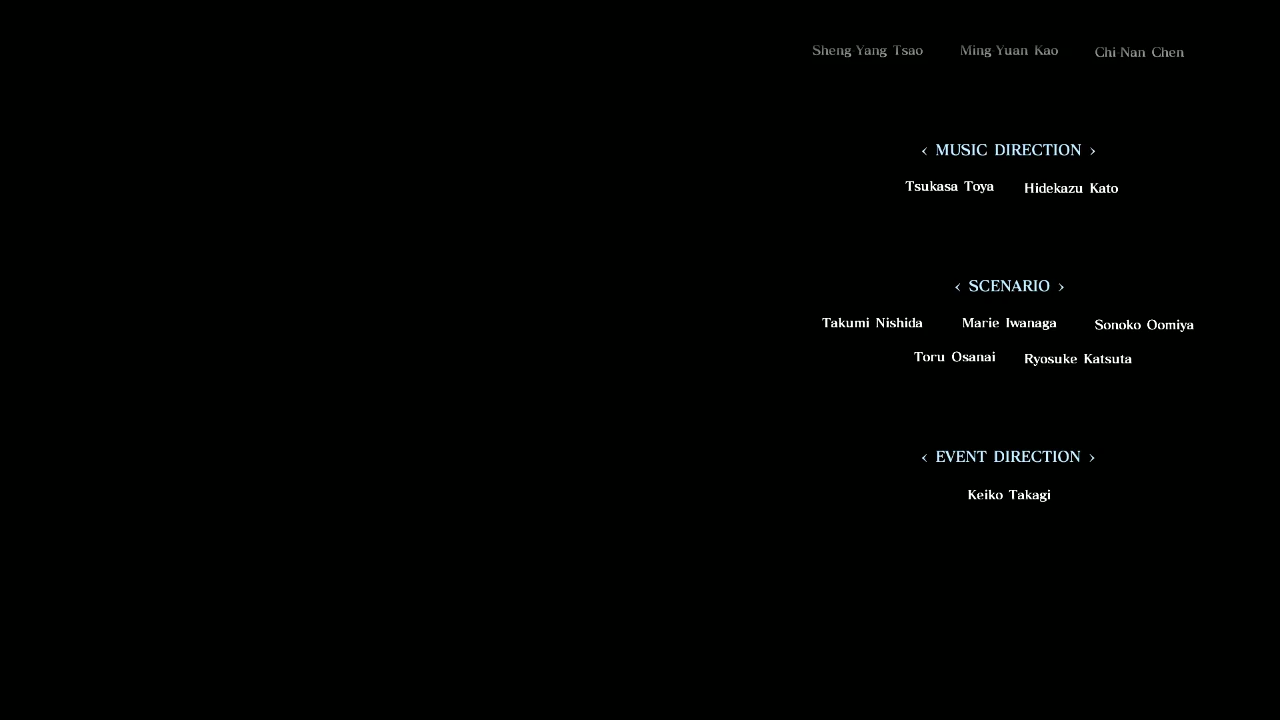 Sheng Yang Tsao Ming Yuan Kao Chi Nan Chen
‹ MUSIC DIRECTION ›
Tsukasa Toya Hidekazu Kato
‹ SCENARIO ›
Takumi Nishida Marie Iwanaga Sonoko Oomiya
Toru Osanai Ryosuke Katsuta
‹ EVENT DIRECTION ›
Keiko Takagi